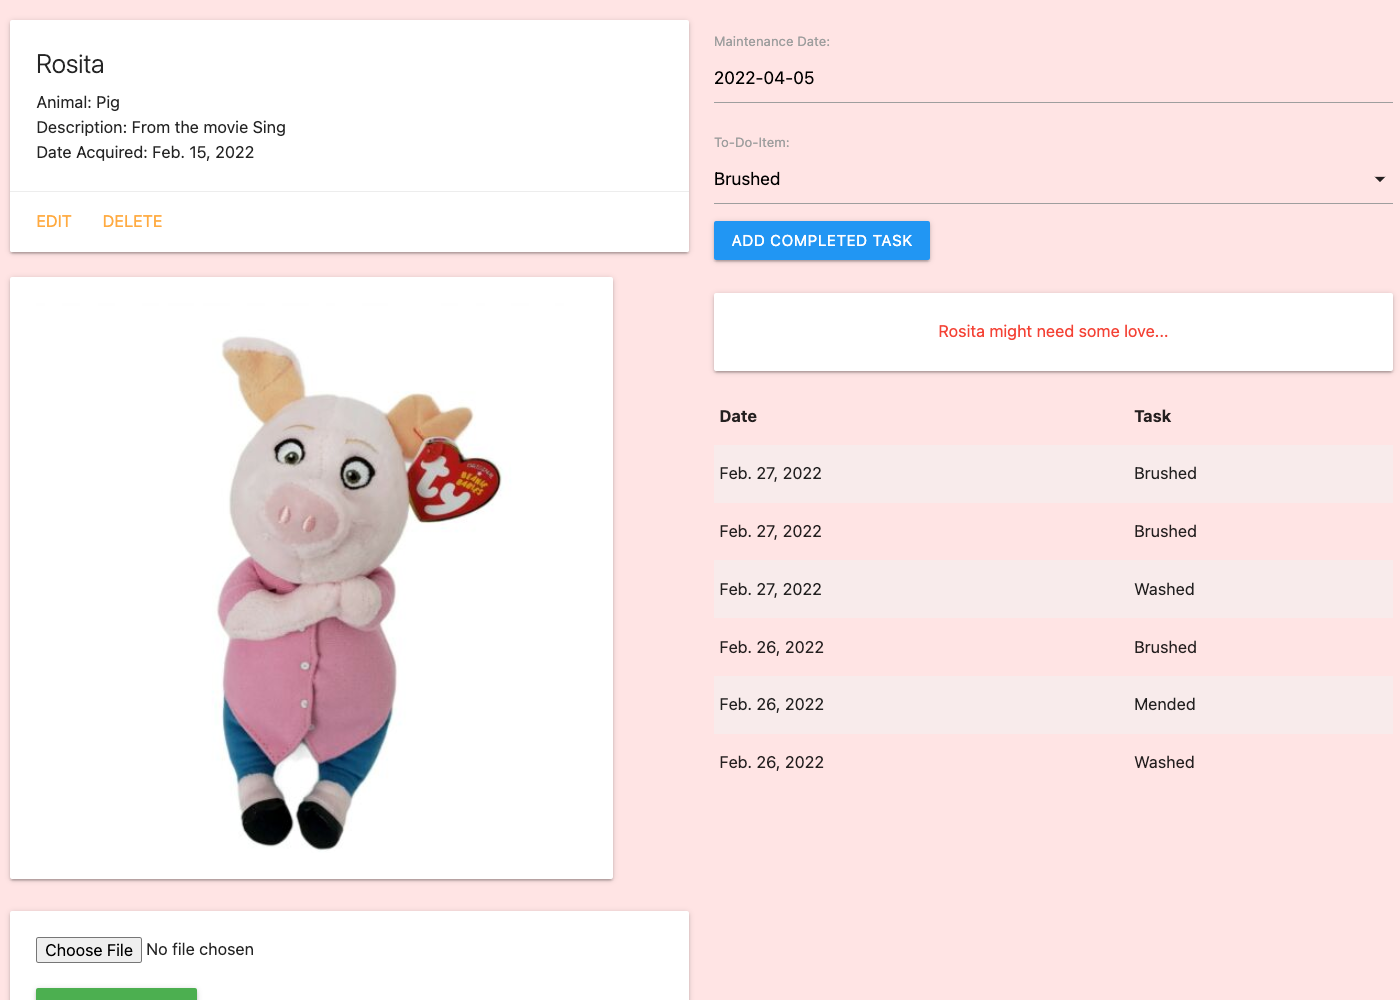 Rosita
Animal: Pig
Description: From the movie Sing
Date Acquired: Feb. 15, 2022
EDIT DELETE
ty
BEANIE
BABIES
Choose File No file chosen
Maintenance Date:
2022-04-05
To-Do-Item:
Brushed
ADD COMPLETED TASK
Rosita might need some love...
Date Task
Feb. 27, 2022 Brushed
Feb. 27, 2022 Brushed
Feb. 27, 2022 Washed
Feb. 26, 2022 Brushed
Feb. 26, 2022 Mended
Feb. 26, 2022 Washed